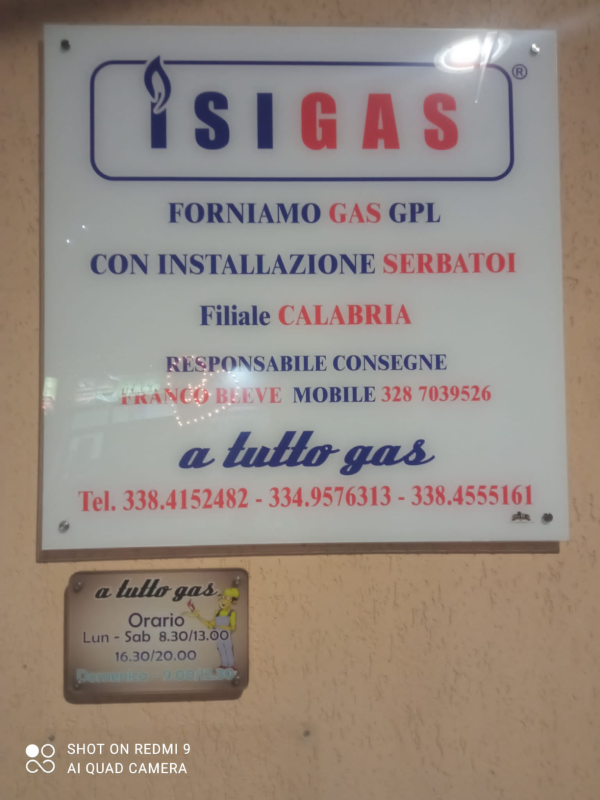 ISIGAS ®
FORNIAMO GAS GPL
CON INSTALLAZIONE SERBATOI
Filiale CALABRIA
RESPONSABILE CONSEGNE
FRANCO MOBILE 328 7039526
a tutto gas
Tel. 338.4152482 - 334.9576313 - 338.4555161
a tutto gas
Orario
Lun - Sab 8.30/13.00
16.30/20.00
Domenica
SHOT ON REDMI 9
AI QUAD CAMERA